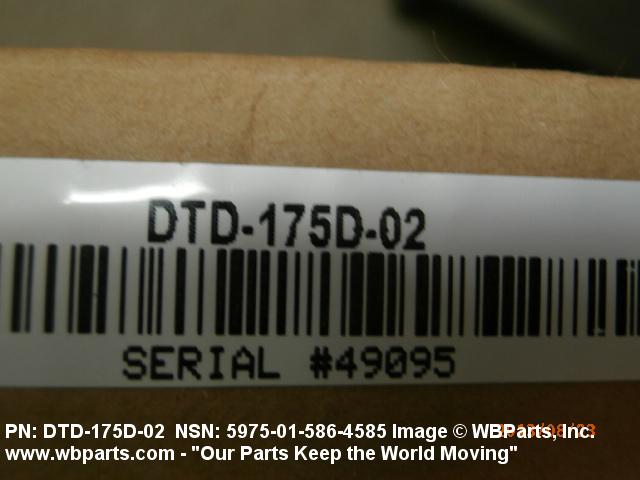 DTD-175D-02
SERIAL #49095
PN: DTD-175D-02 NSN: 5975-01-586-4585 Image © WBParts, Inc.
www.wbparts.com - "Our Parts Keep the World Moving"